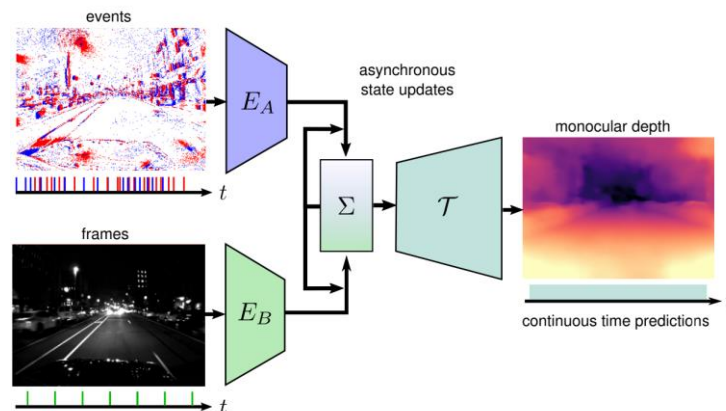 events
E_A
asynchronous
state updates
monocular depth
t
Σ
𝒯
frames
E_B
continuous time predictions
t